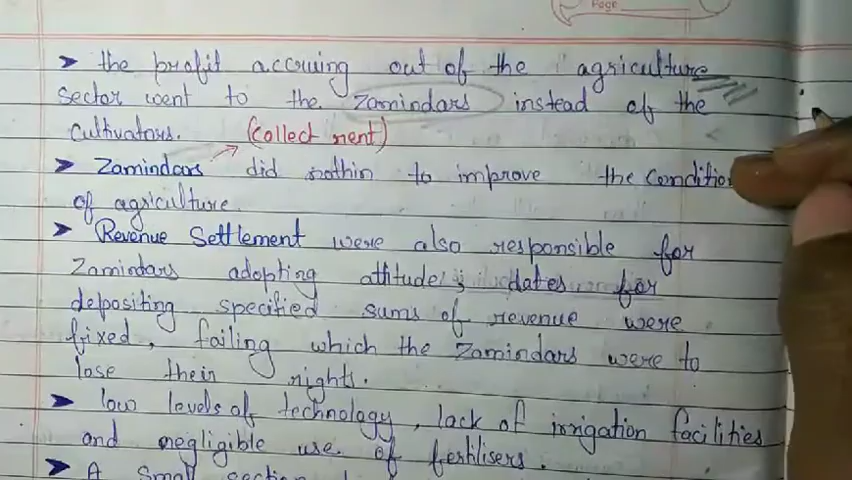 Page
➤ the profit accruing out of the agriculture
Sector went to the Zamindars instead of the
cultivators. (collect rent)
➤ Zamindars did nothin to improve the Condition
of agriculture.
➤ Revenue Settlement were also responsible for
Zamindars adopting attitude; dates for
depositing specified sums of revenue were
fixed, failing which the Zamindars were to
lose their rights.
➤ low levels of technology, lack of irrigation facilities
and negligible use of fertilisers.
➤ A small section